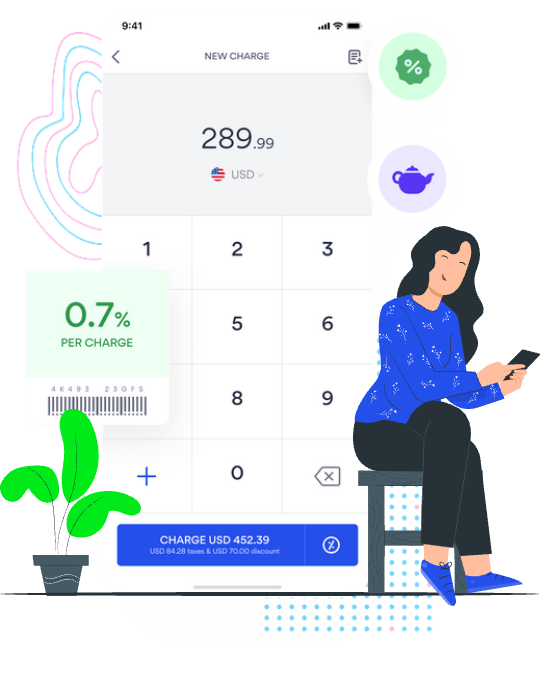 9:41
NEW CHARGE
289.99
USD
1 2 3
0.7%
PER CHARGE
5 6
4K493 23GFS
8 9
+ 0
CHARGE USD 452.39
USD 84.28 taxes & USD 70.00 discount